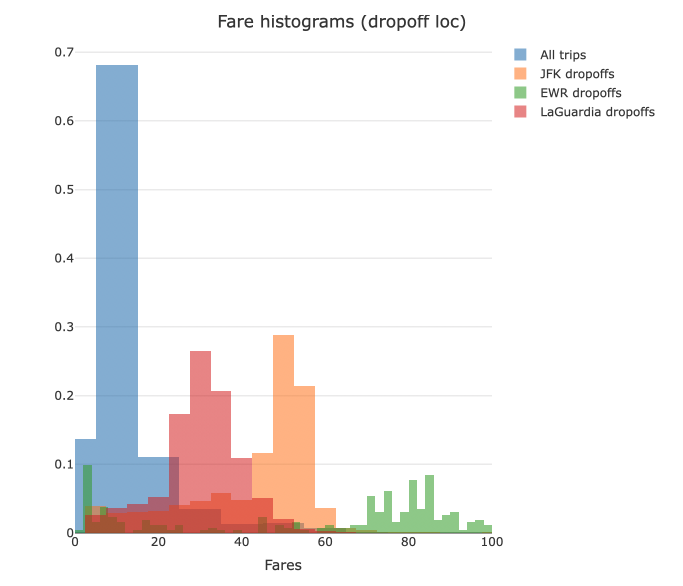 Fare histograms (dropoff loc)
All trips
JFK dropoffs
EWR dropoffs
LaGuardia dropoffs
0.7
0.6
0.5
0.4
0.3
0.2
0.1
0
0 20 40 60 80 100
Fares